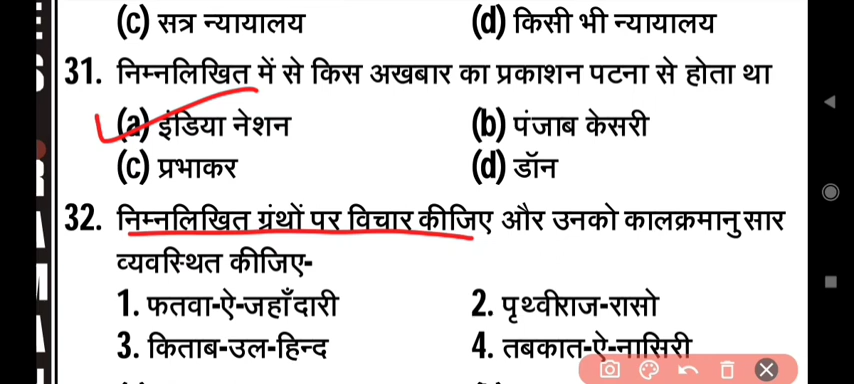 (c) सत्र न्यायालय (d) किसी भी न्यायालय
31. निम्नलिखित में से किस अखबार का प्रकाशन पटना से होता था
(a) इंडिया नेशन (b) पंजाब केसरी
(c) प्रभाकर (d) डॉन
32. निम्नलिखित ग्रंथों पर विचार कीजिए और उनको कालक्रमानुसार
व्यवस्थित कीजिए-
1. फतवा-ऐ-जहाँदारी 2. पृथ्वीराज-रासो
3. किताब-उल-हिन्द 4. तबकात-ऐ-नासिरी